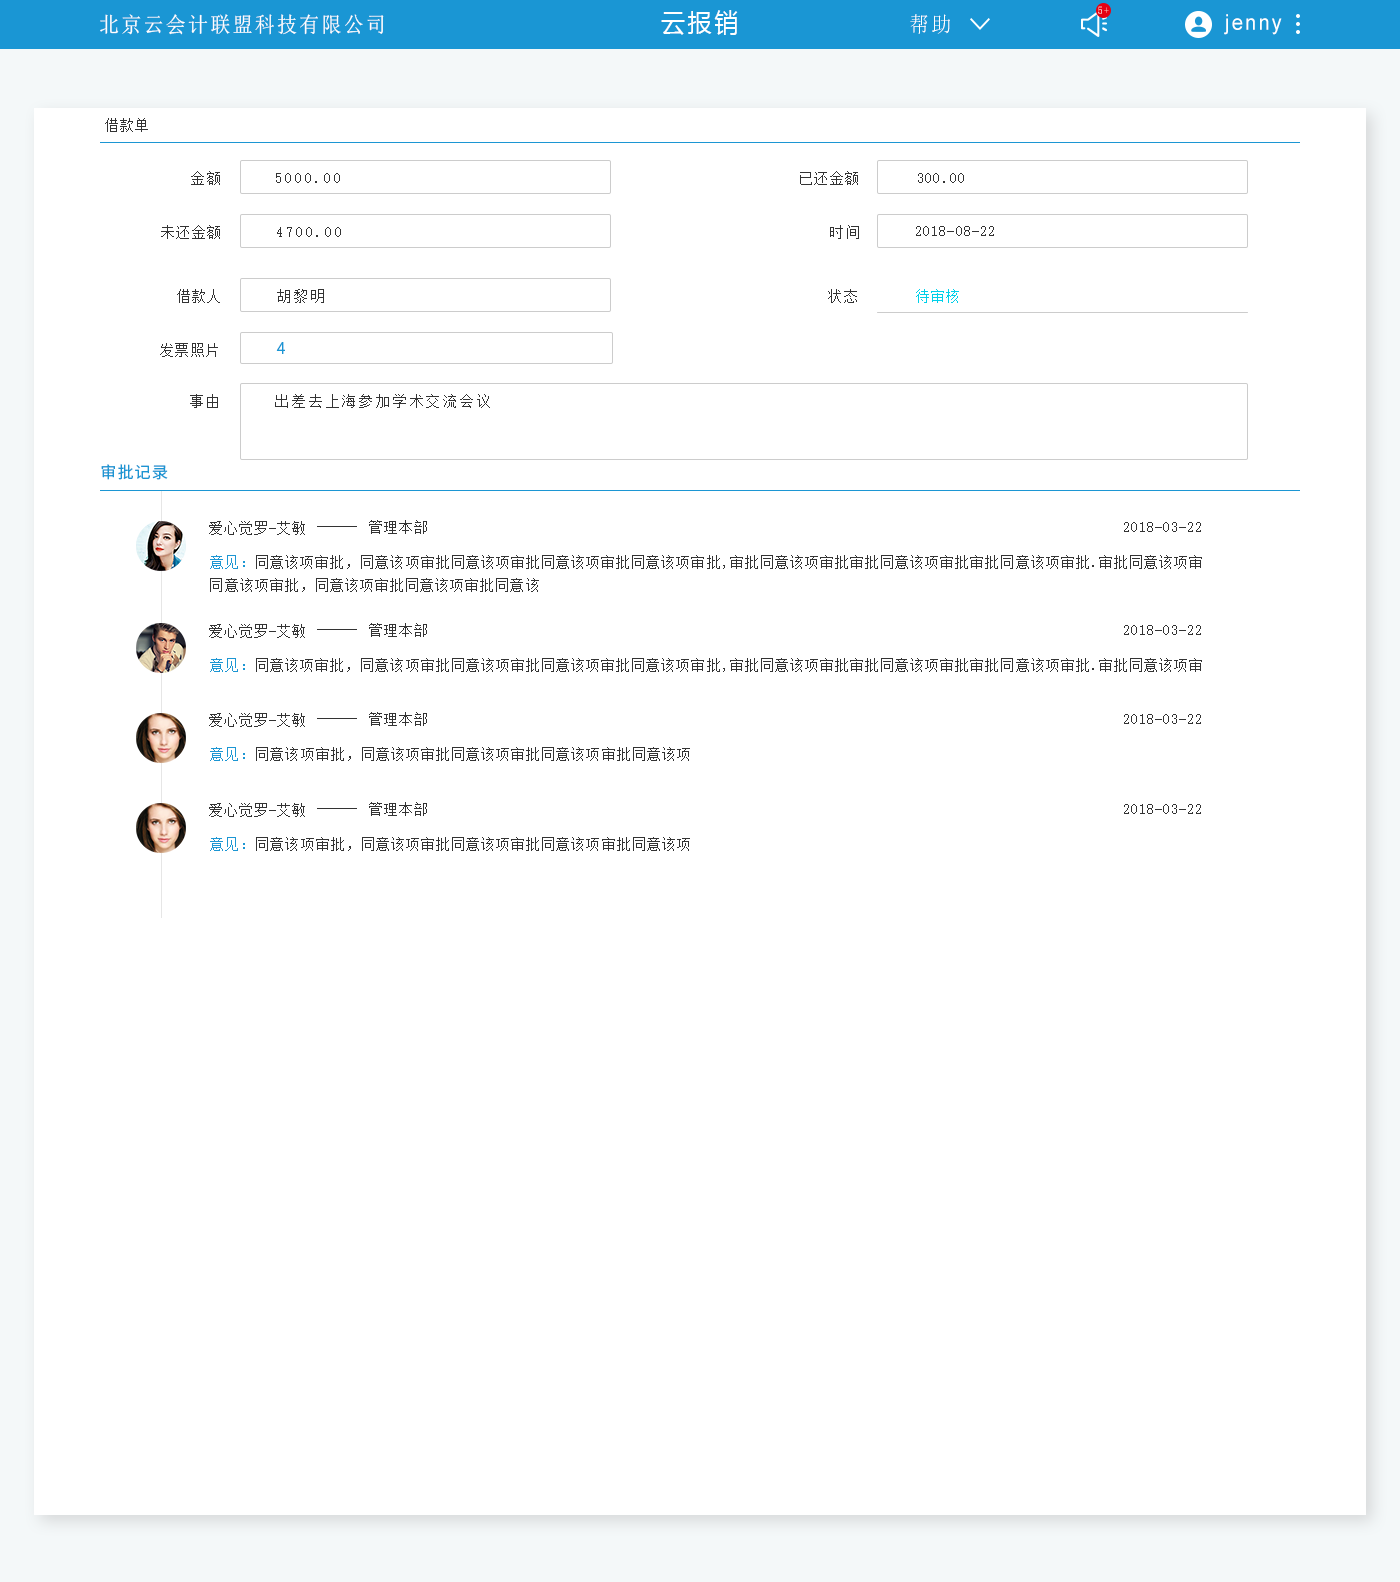 北京云会计联盟科技有限公司 云报销 帮助 5+ jenny
借款单
金额 5000.00 已还金额 300.00
未还金额 4700.00 时间 2018-08-22
借款人 胡黎明 状态 待审核
发票照片 4
事由 出差去上海参加学术交流会议
审批记录
爱心觉罗-艾敏 —— 管理本部 2018-03-22
意见：同意该项审批，同意该项审批同意该项审批同意该项审批同意该项审批,审批同意该项审批审批同意该项审批审批同意该项审批.审批同意该项审
同意该项审批，同意该项审批同意该项审批同意该
爱心觉罗-艾敏 —— 管理本部 2018-03-22
意见：同意该项审批，同意该项审批同意该项审批同意该项审批同意该项审批,审批同意该项审批审批同意该项审批审批同意该项审批.审批同意该项审
爱心觉罗-艾敏 —— 管理本部 2018-03-22
意见：同意该项审批，同意该项审批同意该项审批同意该项审批同意该项
爱心觉罗-艾敏 —— 管理本部 2018-03-22
意见：同意该项审批，同意该项审批同意该项审批同意该项审批同意该项